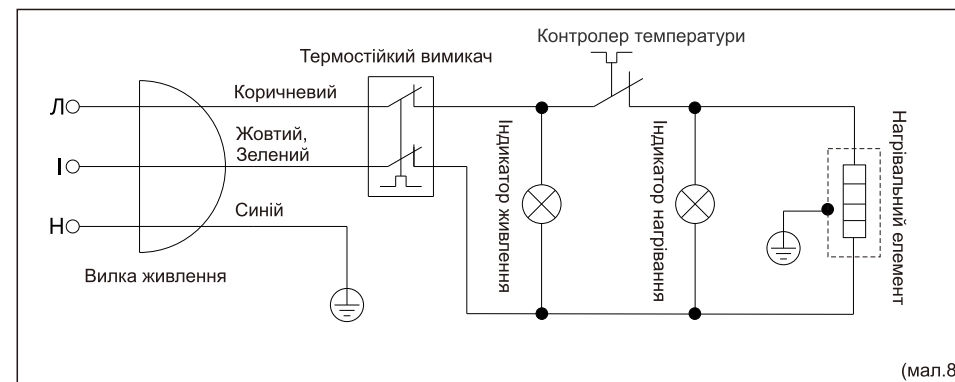 Контролер температури
Термостійкий вимикач
Л
Коричневий
Жовтий,
Зелений
І
Синій
Н
Вилка живлення
Індикатор живлення
Індикатор нагрівання
Нагрівальний елемент
(мал.8